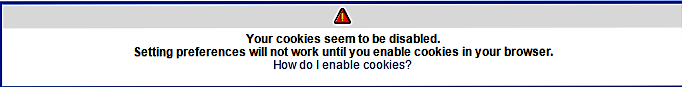 Your cookies seem to be disabled.
Setting preferences will not work until you enable cookies in your browser.
How do I enable cookies?